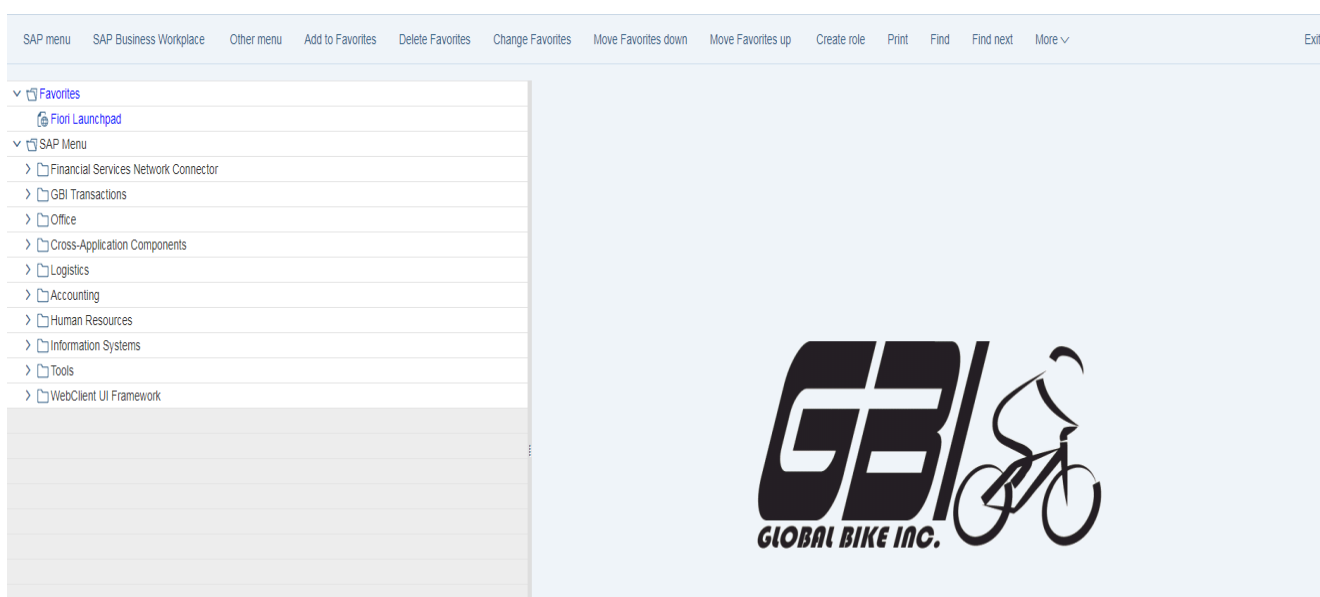 SAP menu SAP Business Workplace Other menu Add to Favorites Delete Favorites Change Favorites Move Favorites down Move Favorites up Create role Print Find Find next More Exit
Favorites
Fiori Launchpad
SAP Menu
Financial Services Network Connector
GBI Transactions
Office
Cross-Application Components
Logistics
Accounting
Human Resources
Information Systems
Tools
WebClient UI Framework
GBI
GLOBAL BIKE INC.